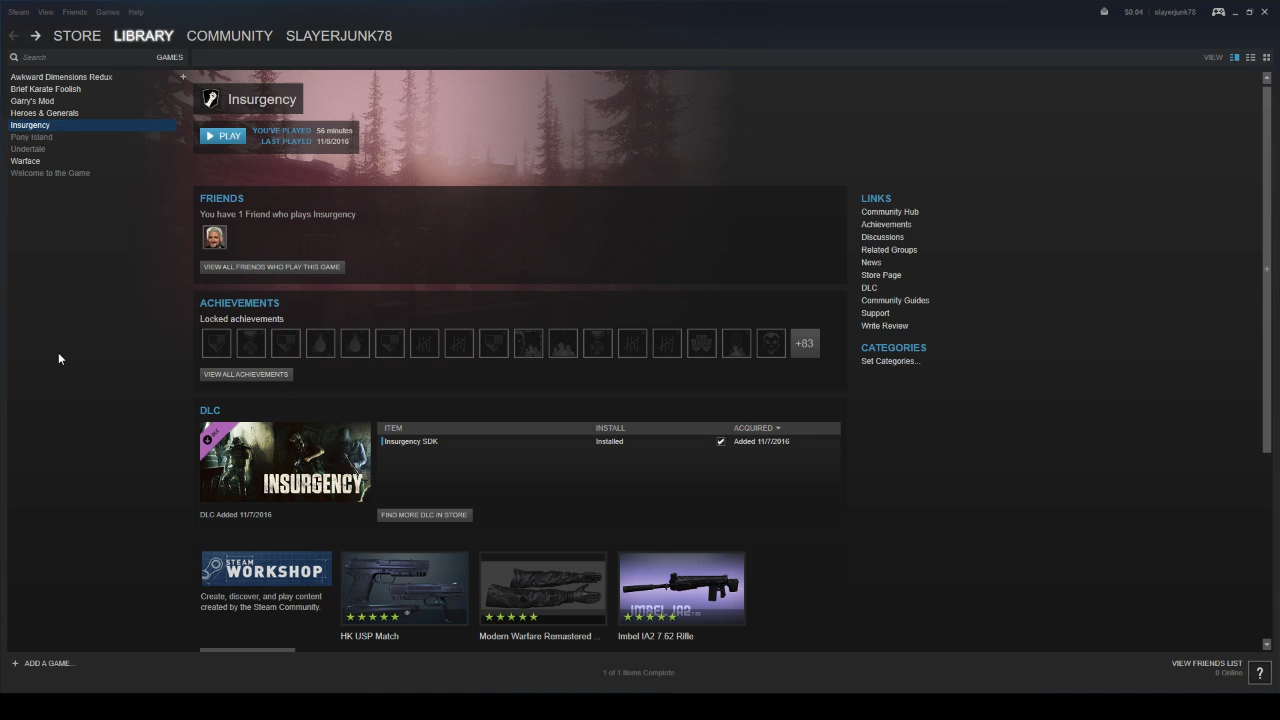 Steam View Friends Games Help
$0.04 slayerjunk78
STORE LIBRARY COMMUNITY SLAYERJUNK78
Search GAMES
VIEW
Awkward Dimensions Redux
Brief Karate Foolish
Garry's Mod
Heroes & Generals
Insurgency
Pony Island
Undertale
Warface
Welcome to the Game
Insurgency
PLAY
YOU'VE PLAYED 56 minutes
LAST PLAYED 11/8/2016
FRIENDS
You have 1 Friend who plays Insurgency
VIEW ALL FRIENDS WHO PLAY THIS GAME
ACHIEVEMENTS
Locked achievements
+83
VIEW ALL ACHIEVEMENTS
DLC
DLC
INSURGENCY
DLC Added 11/7/2016
ITEM INSTALL ACQUIRED
Insurgency SDK Installed Added 11/7/2016
FIND MORE DLC IN STORE
STEAM
WORKSHOP
Create, discover, and play content
created by the Steam Community.
HK USP Match
Modern Warfare Remastered ...
IMBEL IA2 7.62
Imbel IA2 7 62 Rifle
LINKS
Community Hub
Achievements
Discussions
Related Groups
News
Store Page
DLC
Community Guides
Support
Write Review
CATEGORIES
Set Categories...
+ ADD A GAME...
1 of 1 Items Complete
VIEW FRIENDS LIST
0 Online
?